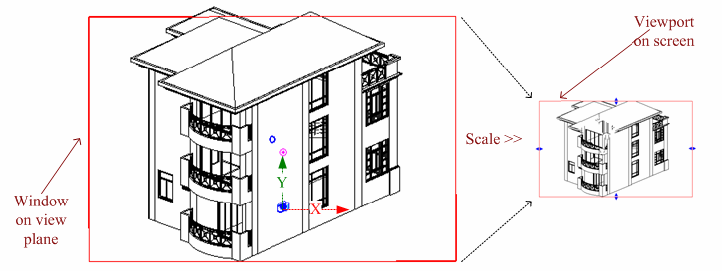 Viewport
on screen
Scale >>
Y
X
Window
on view
plane